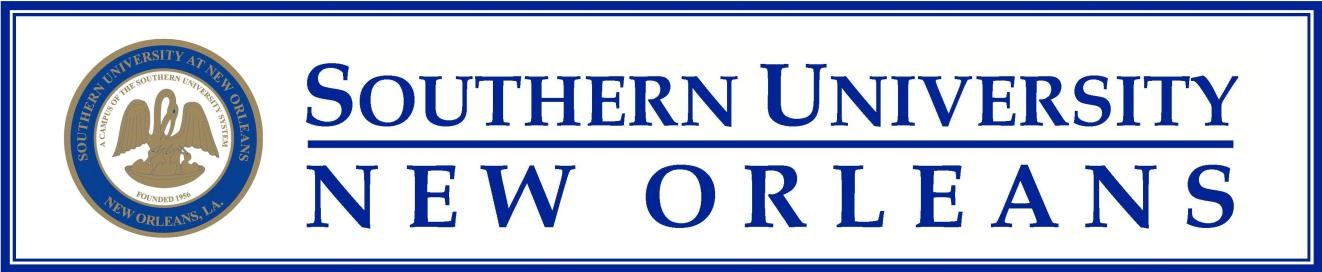 SOUTHERN UNIVERSITY AT NEW ORLEANS
A CAMPUS OF THE SOUTHERN UNIVERSITY SYSTEM
FOUNDED 1956
NEW ORLEANS, LA.
SOUTHERN UNIVERSITY
NEW ORLEANS